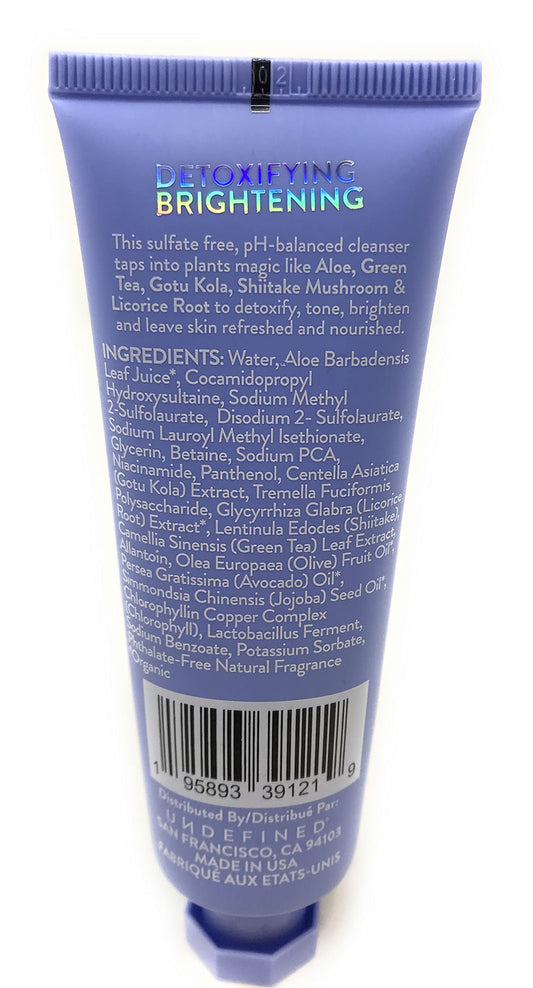 02
DETOXIFYING
BRIGHTENING
This sulfate free, pH-balanced cleanser
taps into plants magic like Aloe, Green
Tea, Gotu Kola, Shiitake Mushroom &
Licorice Root to detoxify, tone, brighten
and leave skin refreshed and nourished.
INGREDIENTS: Water, Aloe Barbadensis
Leaf Juice*, Cocamidopropyl
Hydroxysultaine, Sodium Methyl
2-Sulfolaurate, Disodium 2- Sulfolaurate,
Sodium Lauroyl Methyl Isethionate,
Glycerin, Betaine, Sodium PCA,
Niacinamide, Panthenol, Centella Asiatica
(Gotu Kola) Extract, Tremella Fuciformis
Polysaccharide, Glycyrrhiza Glabra (Licorice
Root) Extract*, Lentinula Edodes (Shiitake),
Camellia Sinensis (Green Tea) Leaf Extract,
Allantoin, Olea Europaea (Olive) Fruit Oil*,
Persea Gratissima (Avocado) Oil*,
Simmondsia Chinensis (Jojoba) Seed Oil*,
Chlorophyllin Copper Complex
(Chlorophyll), Lactobacillus Ferment,
Sodium Benzoate, Potassium Sorbate,
Phthalate-Free Natural Fragrance
*Organic
1 95893 39121 9
Distributed By/Distribué Par:
UNDEFINED
SAN FRANCISCO, CA 94103
MADE IN USA
FABRIQUÉ AUX ETATS-UNIS